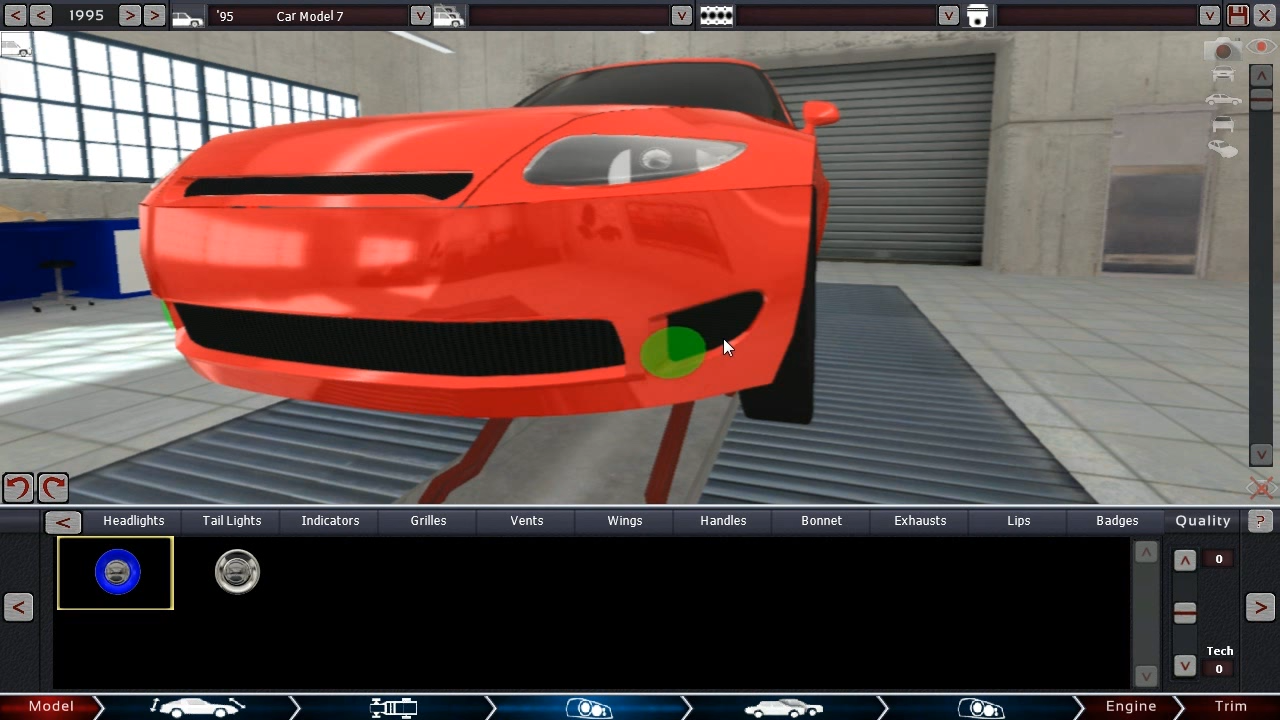 < < 1995 > > '95 Car Model 7 v v v v X
< Headlights Tail Lights Indicators Grilles Vents Wings Handles Bonnet Exhausts Lips Badges Quality ?
0
< >
Tech
0
Model Engine Trim